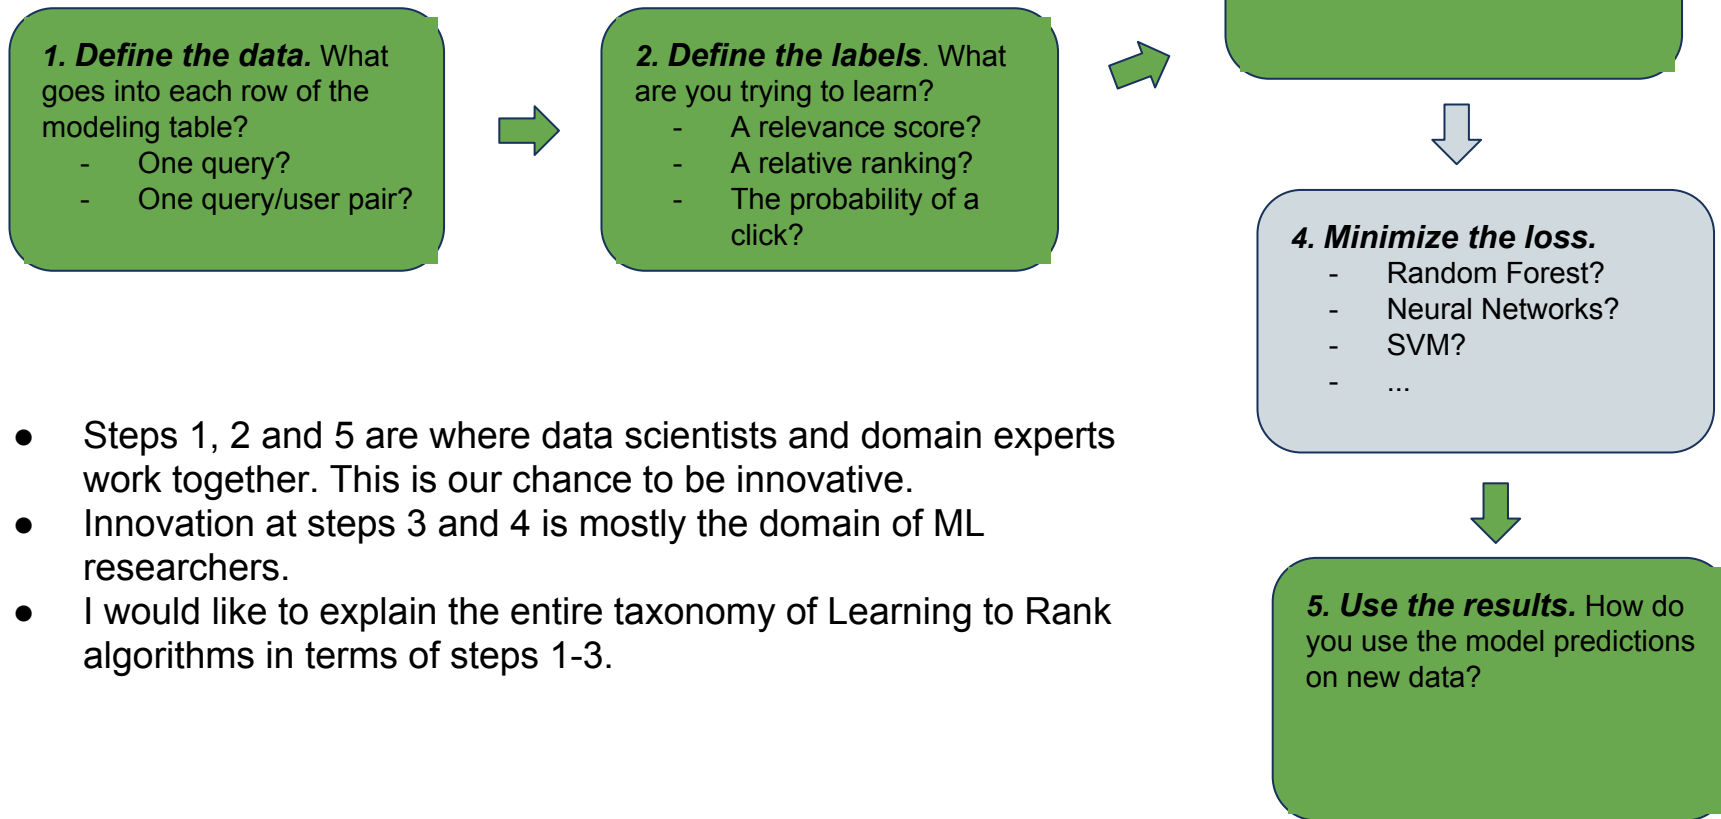 1. Define the data. What
goes into each row of the
modeling table?
- One query?
- One query/user pair?
2. Define the labels. What
are you trying to learn?
- A relevance score?
- A relative ranking?
- The probability of a
click?
4. Minimize the loss.
- Random Forest?
- Neural Networks?
- SVM?
- ...
● Steps 1, 2 and 5 are where data scientists and domain experts
work together. This is our chance to be innovative.
● Innovation at steps 3 and 4 is mostly the domain of ML
researchers.
● I would like to explain the entire taxonomy of Learning to Rank
algorithms in terms of steps 1-3.
5. Use the results. How do
you use the model predictions
on new data?